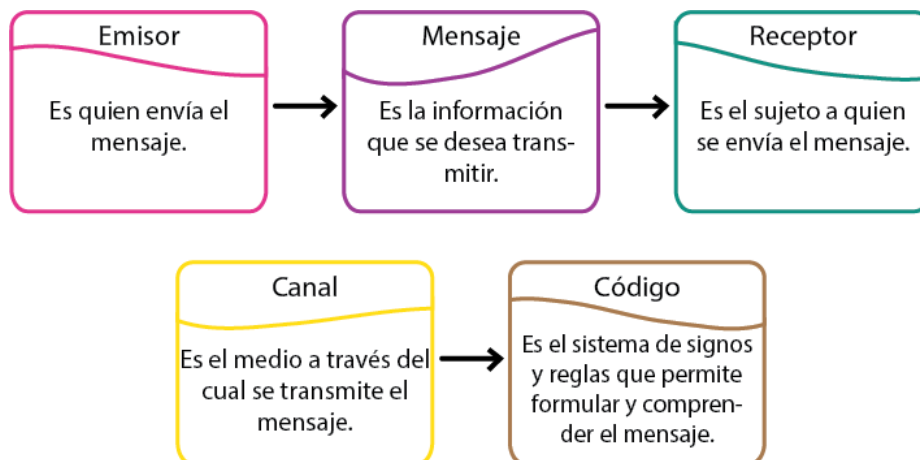 Emisor
Es quien envía el
mensaje.
Mensaje
Es la información
que se desea trans-
mitir.
Receptor
Es el sujeto a quien
se envía el mensaje.
Canal
Es el medio a través del
cual se transmite el
mensaje.
Código
Es el sistema de signos
y reglas que permite
formular y compren-
der el mensaje.